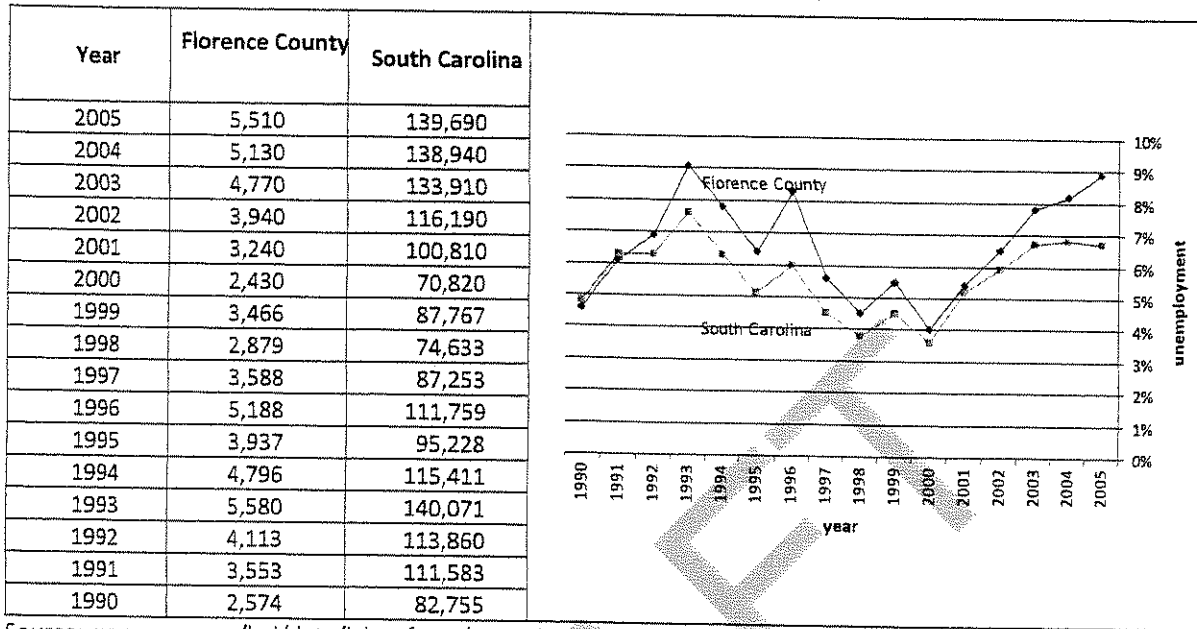 Year Florence County South Carolina
2005 5,510 139,690
2004 5,130 138,940
2003 4,770 133,910
2002 3,940 116,190
2001 3,240 100,810
2000 2,430 70,820
1999 3,466 87,767
1998 2,879 74,633
1997 3,588 87,253
1996 5,188 111,759
1995 3,937 95,228
1994 4,796 115,411
1993 5,580 140,071
1992 4,113 113,860
1991 3,553 111,583
1990 2,574 82,755
10%
9%
8%
7%
6%
5%
4%
3%
2%
1%
0%
unemployment
Florence County
South Carolina
1990 1991 1992 1993 1994 1995 1996 1997 1998 1999 2000 2001 2002 2003 2004 2005
year